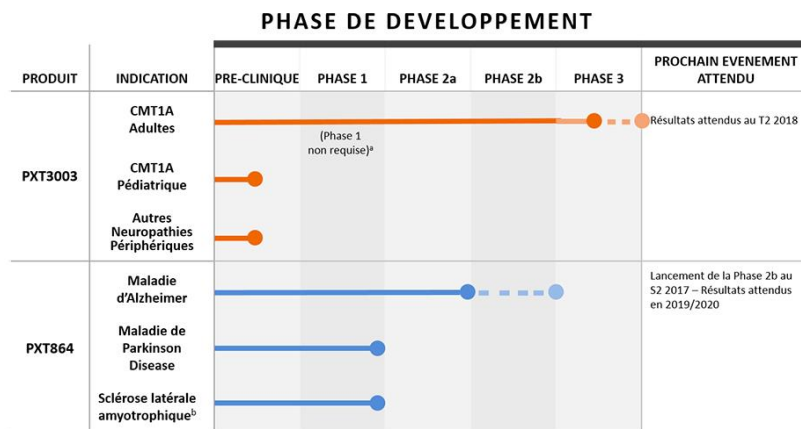 PHASE DE DEVELOPPEMENT
PRODUIT
INDICATION
PRE-CLINIQUE
PHASE 1
PHASE 2a
PHASE 2b
PHASE 3
PROCHAIN EVENEMENT
ATTENDU
PXT3003
CMT1A
Adultes
(Phase 1
non requise)ᵃ
Résultats attendus au T2 2018
CMT1A
Pédiatrique
Autres
Neuropathies
Périphériques
PXT864
Maladie
d’Alzheimer
Lancement de la Phase 2b au
S2 2017 – Résultats attendus
en 2019/2020
Maladie de
Parkinson
Disease
Sclérose latérale
amyotrophiqueᵇ